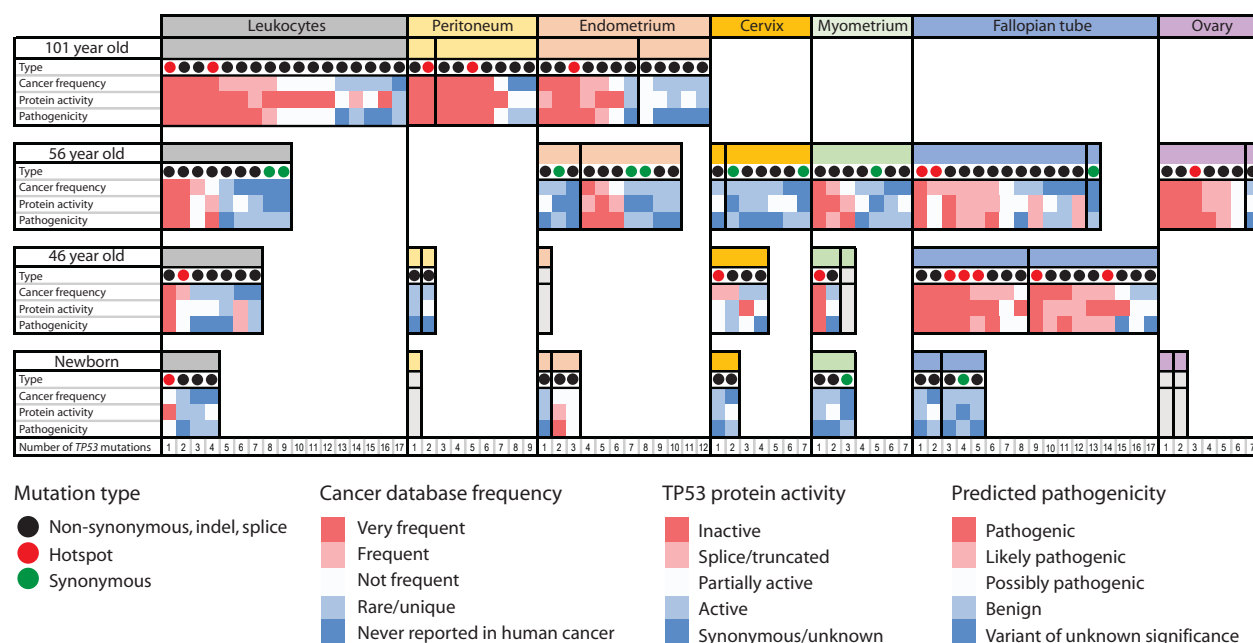 Leukocytes Peritoneum Endometrium Cervix Myometrium Fallopian tube Ovary
101 year old
Type
Cancer frequency
Protein activity
Pathogenicity
56 year old
Type
Cancer frequency
Protein activity
Pathogenicity
46 year old
Type
Cancer frequency
Protein activity
Pathogenicity
Newborn
Type
Cancer frequency
Protein activity
Pathogenicity
Number of TP53 mutations 1 2 3 4 5 6 7 8 9 10 11 12 13 14 15 16 17 1 2 3 4 5 6 7 8 9 1 2 3 4 5 6 7 8 9 10 11 12 1 2 3 4 5 6 7 1 2 3 4 5 6 7 1 2 3 4 5 6 7 8 9 10 11 12 13 14 15 16 17 1 2 3 4 5 6 7
Mutation type
Non-synonymous, indel, splice
Hotspot
Synonymous
Cancer database frequency
Very frequent
Frequent
Not frequent
Rare/unique
Never reported in human cancer
TP53 protein activity
Inactive
Splice/truncated
Partially active
Active
Synonymous/unknown
Predicted pathogenicity
Pathogenic
Likely pathogenic
Possibly pathogenic
Benign
Variant of unknown significance